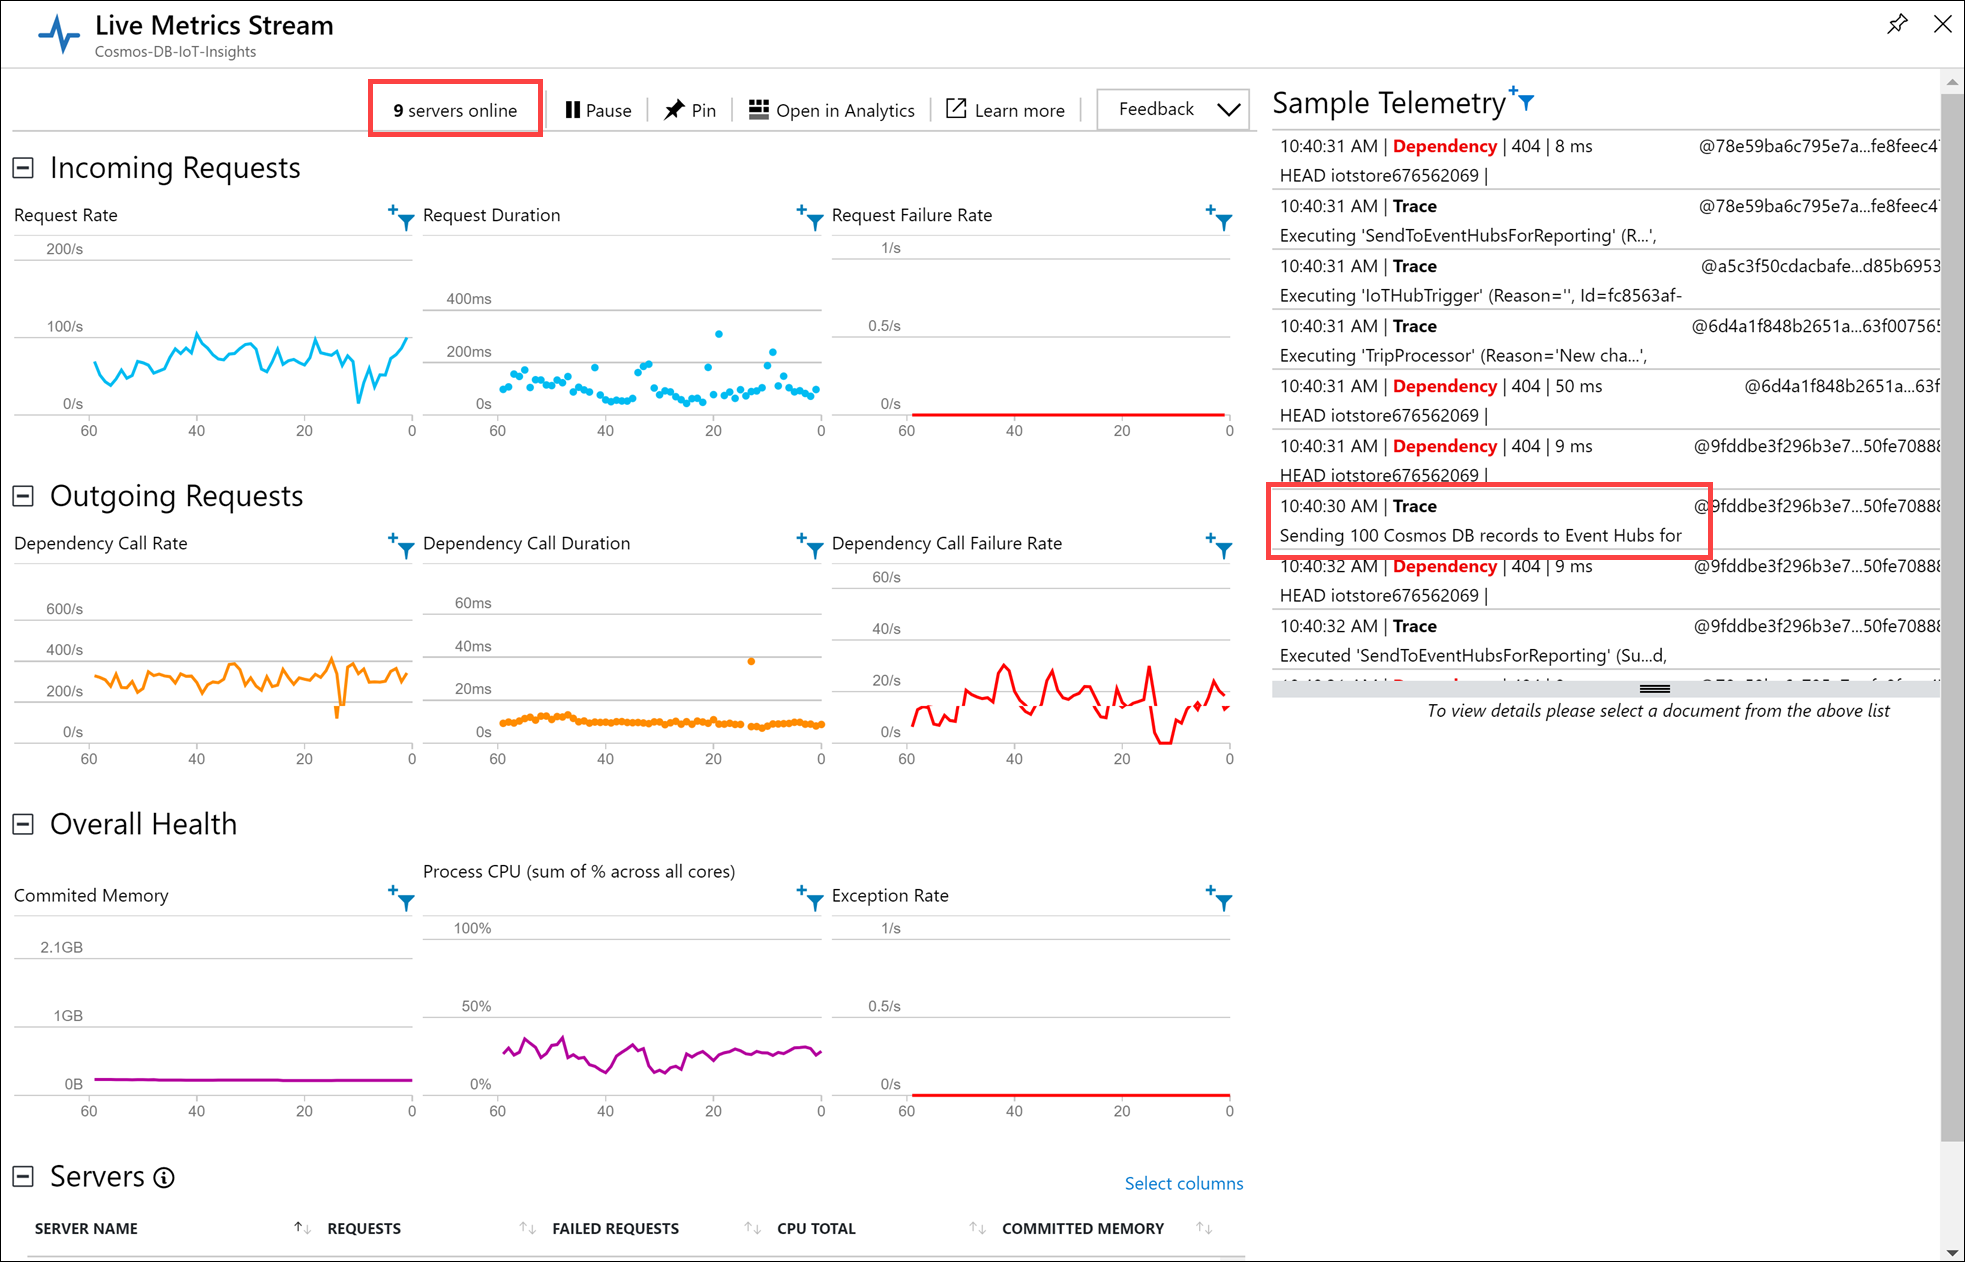 Live Metrics Stream
Cosmos-DB-IoT-Insights
9 servers online
Pause
Pin
Open in Analytics
Learn more
Feedback
Incoming Requests
Request Rate
200/s
100/s
0/s
60 40 20 0
Request Duration
400ms
200ms
0s
60 40 20 0
Request Failure Rate
1/s
0.5/s
0/s
60 40 20 0
Outgoing Requests
Dependency Call Rate
600/s
400/s
200/s
0/s
60 40 20 0
Dependency Call Duration
60ms
40ms
20ms
0s
60 40 20 0
Dependency Call Failure Rate
60/s
40/s
20/s
0/s
60 40 20 0
Overall Health
Commited Memory
2.1GB
1GB
0B
60 40 20 0
Process CPU (sum of % across all cores)
100%
50%
0%
60 40 20 0
Exception Rate
1/s
0.5/s
0/s
60 40 20 0
Servers
Select columns
SERVER NAME REQUESTS FAILED REQUESTS CPU TOTAL COMMITTED MEMORY
Sample Telemetry
10:40:31 AM | Dependency | 404 | 8 ms @78e59ba6c795e7a...fe8feec4
HEAD iotstore676562069 |
10:40:31 AM | Trace @78e59ba6c795e7a...fe8feec4
Executing 'SendToEventHubsForReporting' (R...',
10:40:31 AM | Trace @a5c3f50cdacbafe...d85b6953
Executing 'IoTHubTrigger' (Reason='', Id=fc8563af-
10:40:31 AM | Trace @6d4a1f848b2651a...63f00756
Executing 'TripProcessor' (Reason='New cha...',
10:40:31 AM | Dependency | 404 | 50 ms @6d4a1f848b2651a...63f
HEAD iotstore676562069 |
10:40:31 AM | Dependency | 404 | 9 ms @9fddbe3f296b3e7...50fe7088
HEAD iotstore676562069 |
10:40:30 AM | Trace @9fddbe3f296b3e7...50fe7088
Sending 100 Cosmos DB records to Event Hubs for
10:40:32 AM | Dependency | 404 | 9 ms @9fddbe3f296b3e7...50fe7088
HEAD iotstore676562069 |
10:40:32 AM | Trace @9fddbe3f296b3e7...50fe7088
Executed 'SendToEventHubsForReporting' (Su...d,
To view details please select a document from the above list